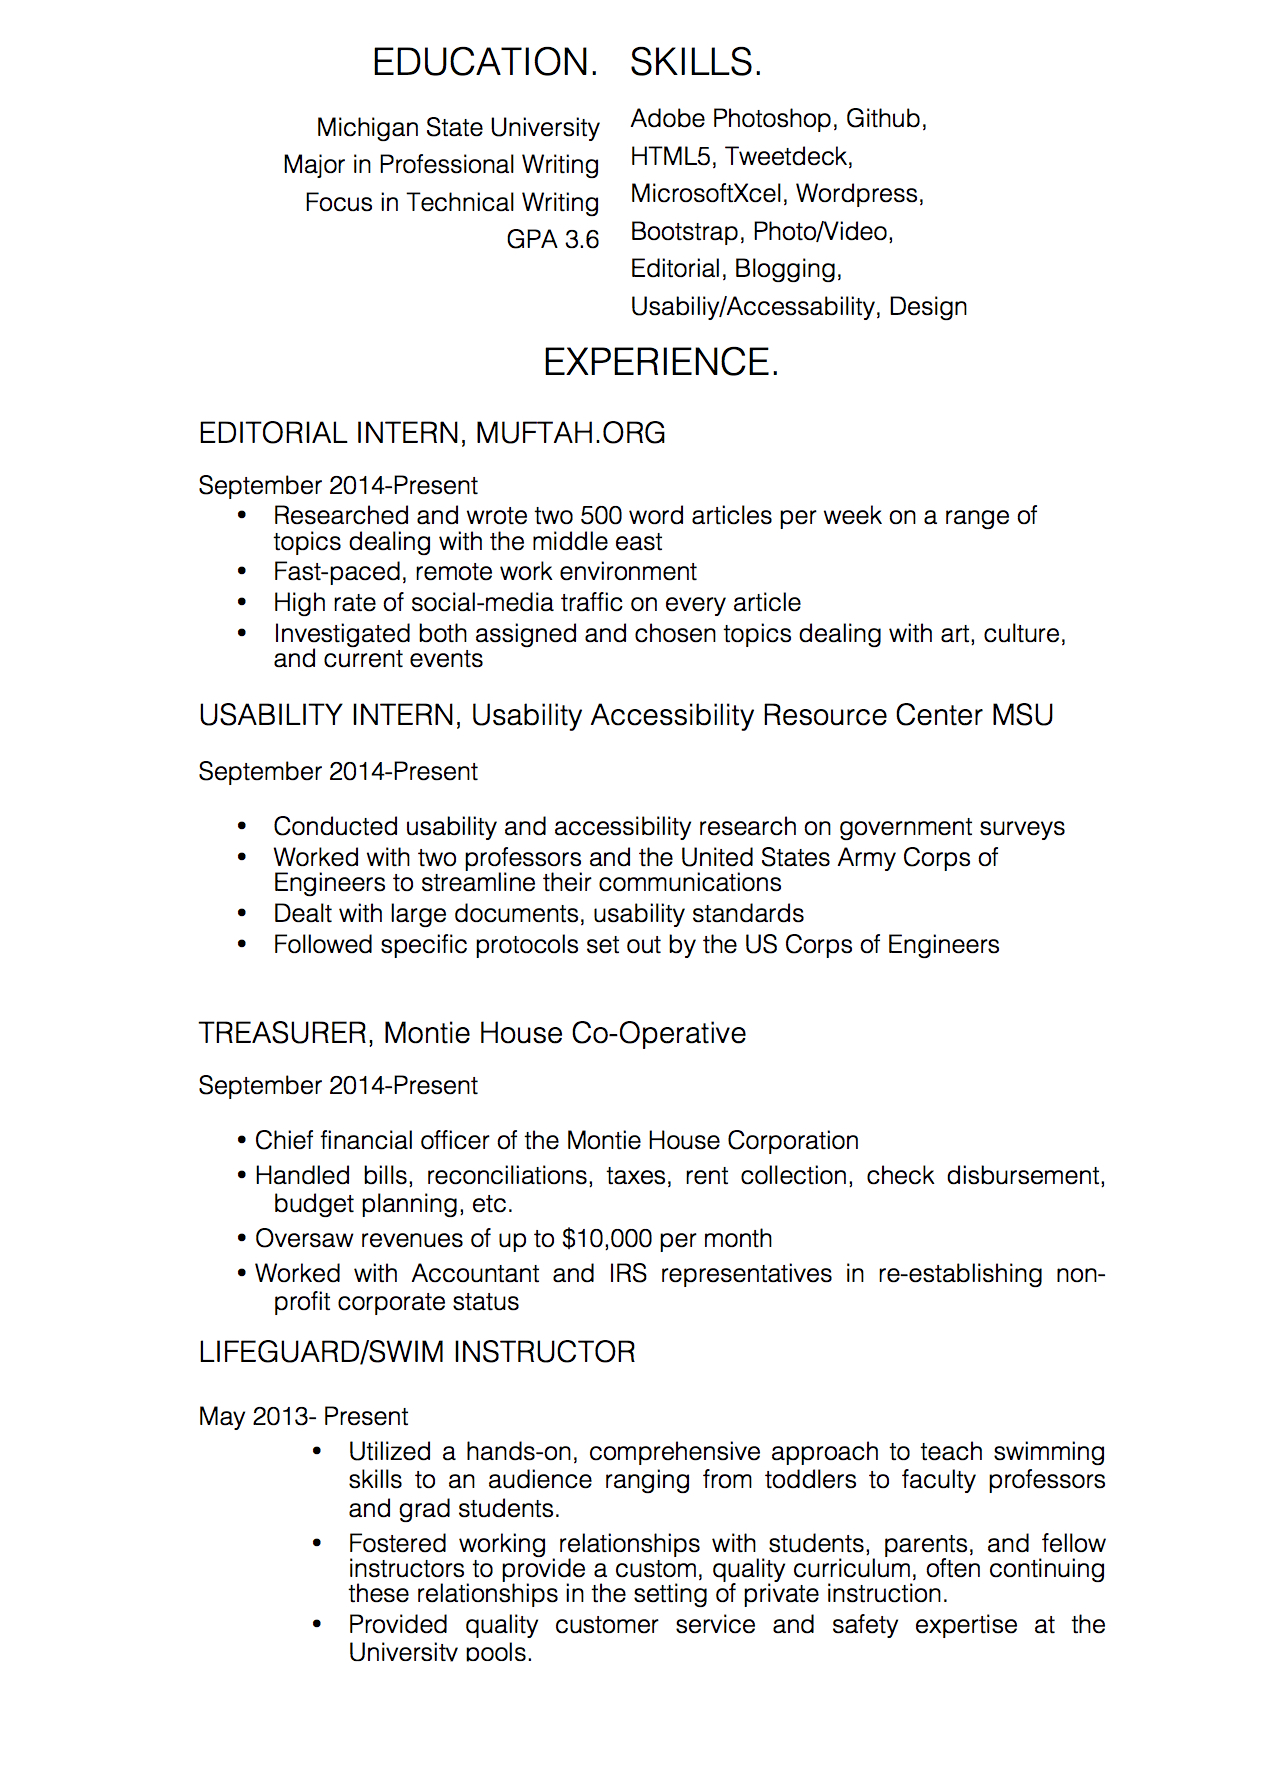 EDUCATION.
Michigan State University
Major in Professional Writing
Focus in Technical Writing
GPA 3.6
SKILLS.
Adobe Photoshop, Github,
HTML5, Tweetdeck,
MicrosoftXcel, Wordpress,
Bootstrap, Photo/Video,
Editorial, Blogging,
Usabiliy/Accessability, Design
EXPERIENCE.
EDITORIAL INTERN, MUFTAH.ORG
September 2014-Present
• Researched and wrote two 500 word articles per week on a range of
topics dealing with the middle east
• Fast-paced, remote work environment
• High rate of social-media traffic on every article
• Investigated both assigned and chosen topics dealing with art, culture,
and current events
USABILITY INTERN, Usability Accessibility Resource Center MSU
September 2014-Present
• Conducted usability and accessibility research on government surveys
• Worked with two professors and the United States Army Corps of
Engineers to streamline their communications
• Dealt with large documents, usability standards
• Followed specific protocols set out by the US Corps of Engineers
TREASURER, Montie House Co-Operative
September 2014-Present
• Chief financial officer of the Montie House Corporation
• Handled bills, reconciliations, taxes, rent collection, check disbursement,
budget planning, etc.
• Oversaw revenues of up to $10,000 per month
• Worked with Accountant and IRS representatives in re-establishing non-
profit corporate status
LIFEGUARD/SWIM INSTRUCTOR
May 2013- Present
• Utilized a hands-on, comprehensive approach to teach swimming
skills to an audience ranging from toddlers to faculty professors
and grad students.
• Fostered working relationships with students, parents, and fellow
instructors to provide a custom, quality curriculum, often continuing
these relationships in the setting of private instruction.
• Provided quality customer service and safety expertise at the
University pools.